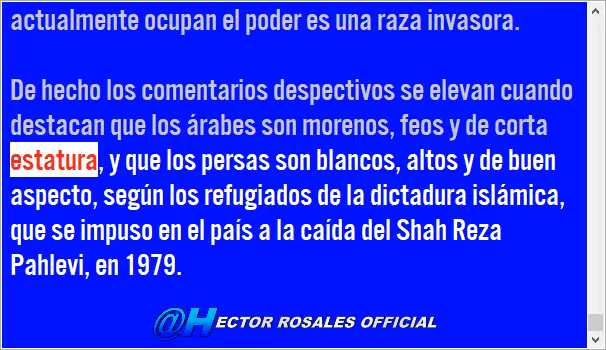 actualmente ocupan el poder es una raza invasora.
De hecho los comentarios despectivos se elevan cuando
destacan que los árabes son morenos, feos y de corta
estatura, y que los persas son blancos, altos y de buen
aspecto, según los refugiados de la dictadura islámica,
que se impuso en el país a la caída del Shah Reza
Pahlevi, en 1979.
@HECTOR ROSALES OFFICIAL